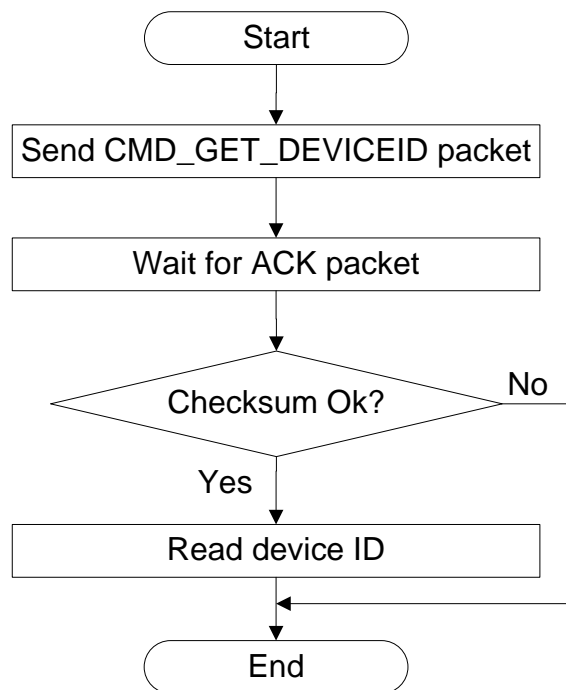 Start
Send CMD_GET_DEVICEID packet
Wait for ACK packet
Checksum Ok?
No
Yes
Read device ID
End